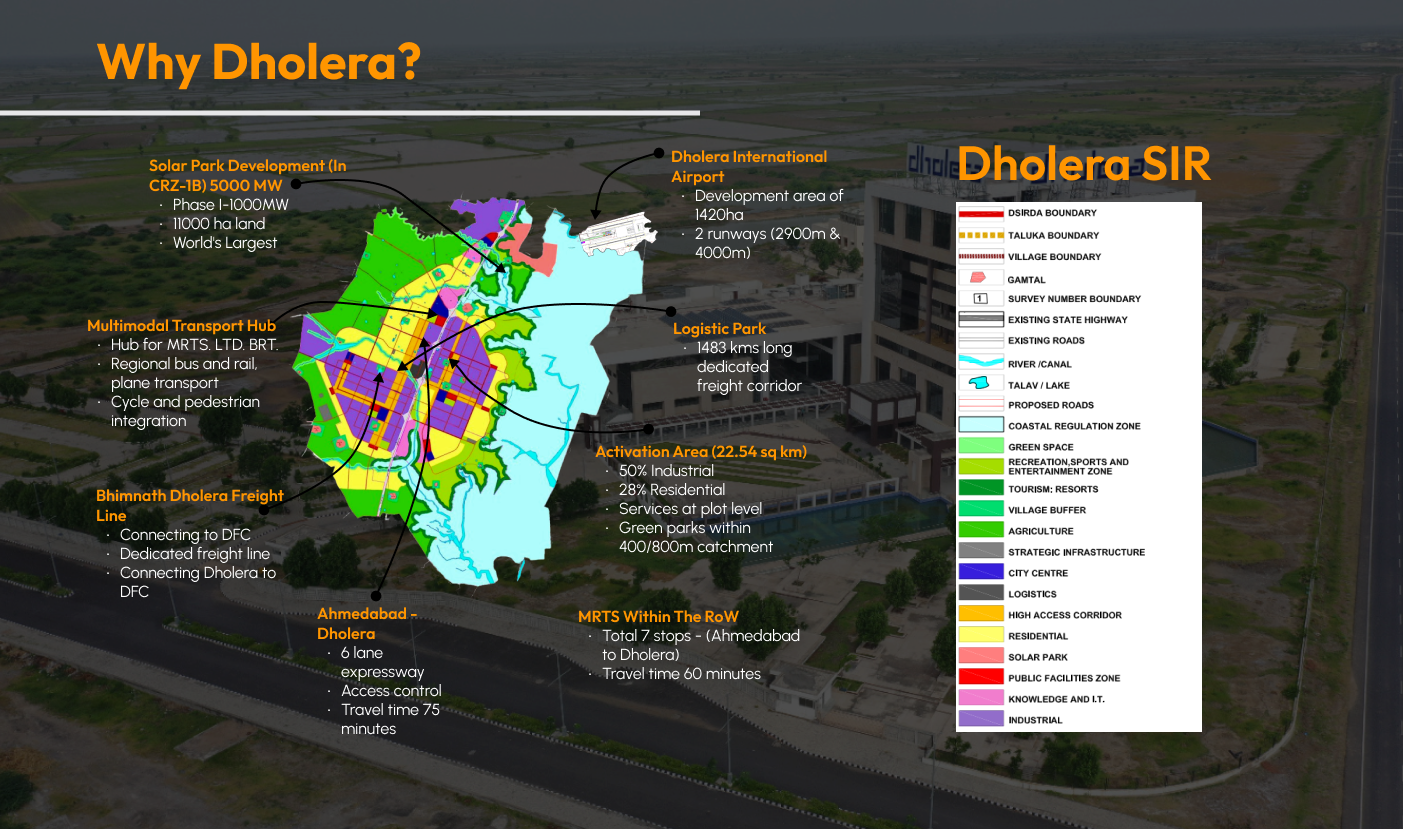 Why Dholera?
Solar Park Development (In
CRZ-1B) 5000 MW
· Phase I-1000MW
· 11000 ha land
· World's Largest
Dholera International
Airport
· Development area of
1420ha
· 2 runways (2900m &
4000m)
Multimodal Transport Hub
· Hub for MRTS. LTD. BRT.
· Regional bus and rail,
plane transport
· Cycle and pedestrian
integration
Logistic Park
· 1483 kms long
dedicated
freight corridor
Activation Area (22.54 sq km)
· 50% Industrial
· 28% Residential
· Services at plot level
· Green parks within
400/800m catchment
Bhimnath Dholera Freight
Line
· Connecting to DFC
· Dedicated freight line
· Connecting Dholera to
DFC
Ahmedabad -
Dholera
· 6 lane
expressway
· Access control
· Travel time 75
minutes
MRTS Within The RoW
· Total 7 stops - (Ahmedabad
to Dholera)
· Travel time 60 minutes
Dholera SIR
DSIRDA BOUNDARY
TALUKA BOUNDARY
VILLAGE BOUNDARY
GAMTAL
1 SURVEY NUMBER BOUNDARY
EXISTING STATE HIGHWAY
EXISTING ROADS
RIVER /CANAL
TALAV / LAKE
PROPOSED ROADS
COASTAL REGULATION ZONE
GREEN SPACE
RECREATION,SPORTS AND
ENTERTAINMENT ZONE
TOURISM: RESORTS
VILLAGE BUFFER
AGRICULTURE
STRATEGIC INFRASTRUCTURE
CITY CENTRE
LOGISTICS
HIGH ACCESS CORRIDOR
RESIDENTIAL
SOLAR PARK
PUBLIC FACILITIES ZONE
KNOWLEDGE AND I.T.
INDUSTRIAL